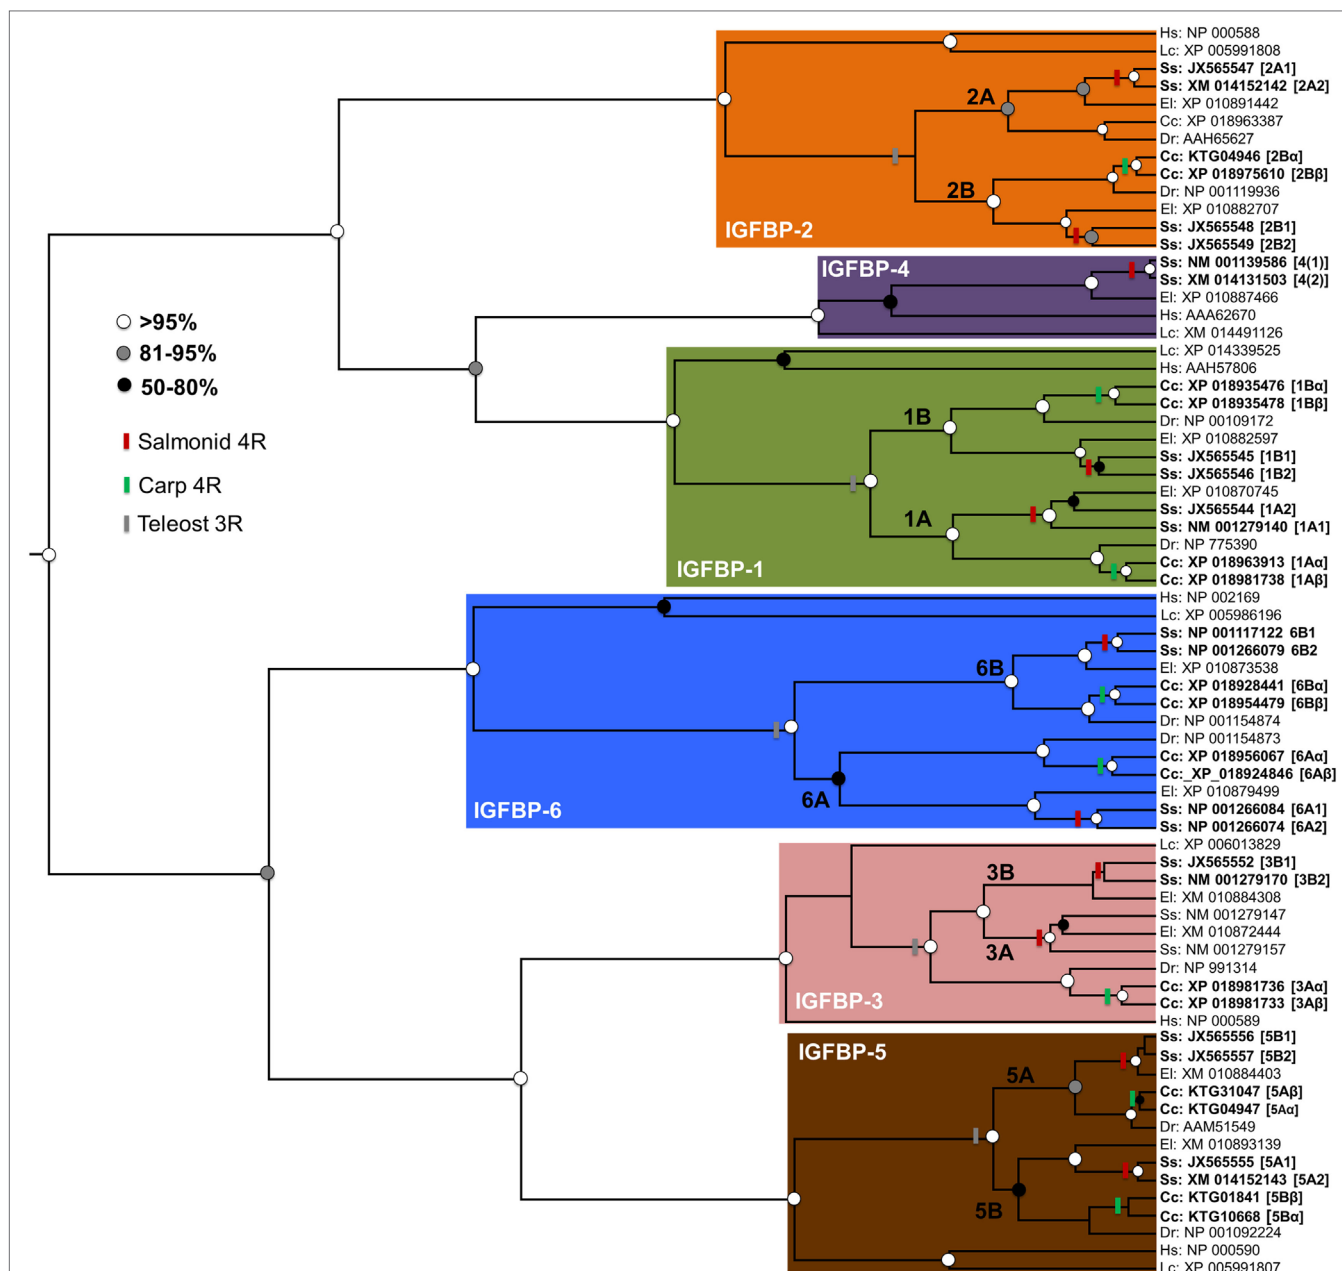 Hs: NP 000588
Lc: XP 005991808
Ss: JX565547 [2A1]
Ss: XM 014152142 [2A2]
2A
El: XP 010891442
Cc: XP 018963387
Dr: AAH65627
Cc: KTG04946 [2Bα]
Cc: XP 018975610 [2Bβ]
2B
Dr: NP 001119936
El: XP 010882707
IGFBP-2
Ss: JX565548 [2B1]
Ss: JX565549 [2B2]
Ss: NM 001139586 [4(1)]
IGFBP-4
Ss: XM 014131503 [4(2)]
El: XP 010887466
Hs: AAA62670
Lc: XM 014491126
>95%
81-95%
50-80%
Salmonid 4R
Carp 4R
Teleost 3R
Lc: XP 014339525
Hs: AAH57806
Cc: XP 018935476 [1Bα]
Cc: XP 018935478 [1Bβ]
1B
Dr: NP 00109172
El: XP 010882597
Ss: JX565545 [1B1]
Ss: JX565546 [1B2]
El: XP 010870745
Ss: JX565544 [1A2]
1A
Ss: NM 001279140 [1A1]
Dr: NP 775390
Cc: XP 018963913 [1Aα]
IGFBP-1
Cc: XP 018981738 [1Aβ]
Hs: NP 002169
Lc: XP 005986196
Ss: NP 001117122 6B1
Ss: NP 001266079 6B2
6B
El: XP 010873538
Cc: XP 018928441 [6Bα]
Cc: XP 018954479 [6Bβ]
Dr: NP 001154874
Dr: NP 001154873
Cc: XP 018956067 [6Aα]
Cc:_XP_018924846 [6Aβ]
6A
El: XP 010879499
IGFBP-6
Ss: NP 001266084 [6A1]
Ss: NP 001266074 [6A2]
Lc: XP 006013829
Ss: JX565552 [3B1]
3B
Ss: NM 001279170 [3B2]
El: XM 010884308
Ss: NM 001279147
El: XM 010872444
3A
Ss: NM 001279157
Dr: NP 991314
Cc: XP 018981736 [3Aα]
IGFBP-3
Cc: XP 018981733 [3Aβ]
Hs: NP 000589
Ss: JX565556 [5B1]
IGFBP-5
Ss: JX565557 [5B2]
5A
El: XM 010884403
Cc: KTG31047 [5Aβ]
Cc: KTG04947 [5Aα]
Dr: AAM51549
El: XM 010893139
Ss: JX565555 [5A1]
Ss: XM 014152143 [5A2]
Cc: KTG01841 [5Bβ]
5B
Cc: KTG10668 [5Bα]
Dr: NP 001092224
Hs: NP 000590
Lc: XP 005991807